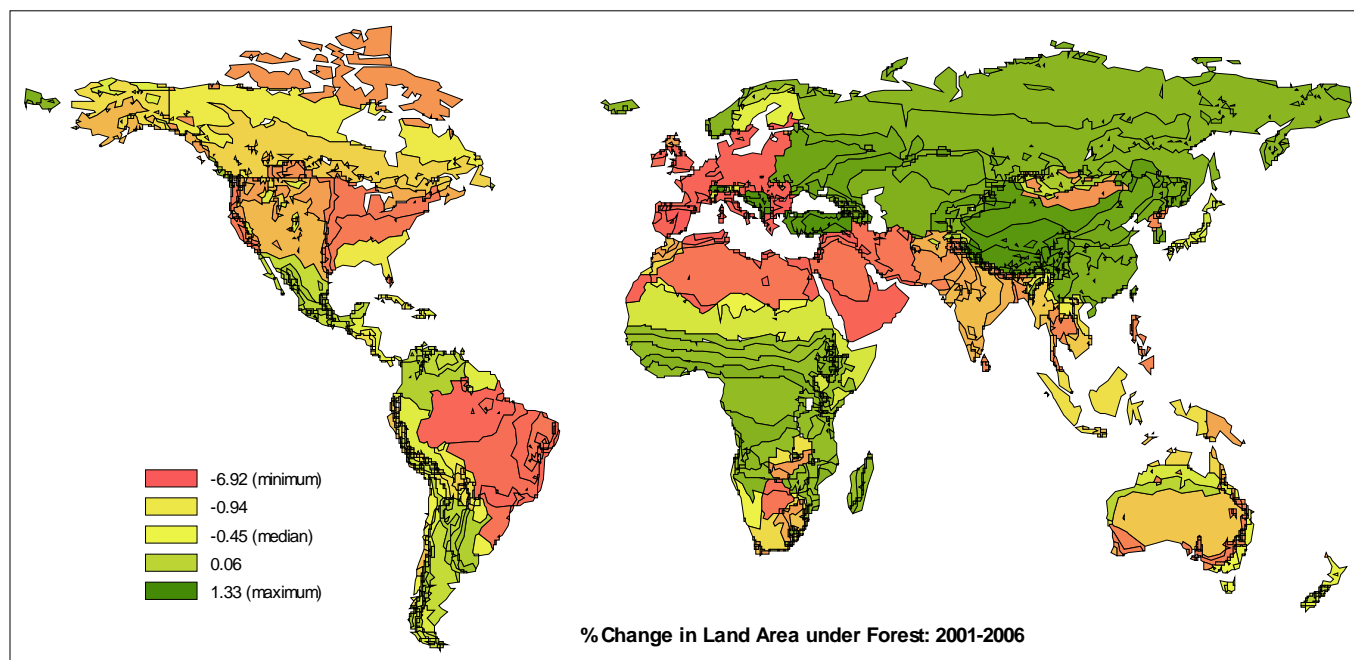 -6.92 (minimum)
-0.94
-0.45 (median)
0.06
1.33 (maximum)
% Change in Land Area under Forest: 2001-2006